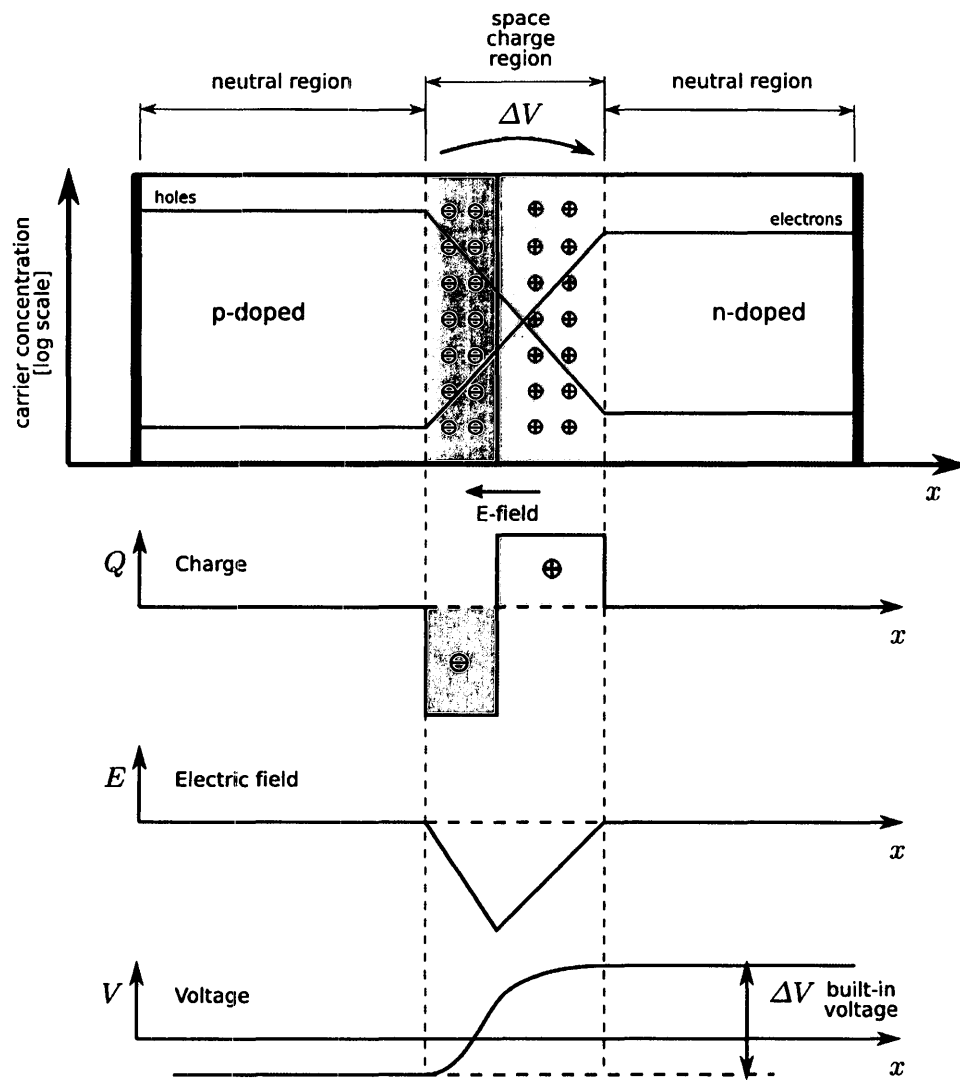 space
charge
region
neutral region
neutral region
ΔV
holes
electrons
carrier concentration
[log scale]
p-doped
n-doped
x
E-field
Q
Charge
x
E
Electric field
x
V
Voltage
ΔV built-in
voltage
x